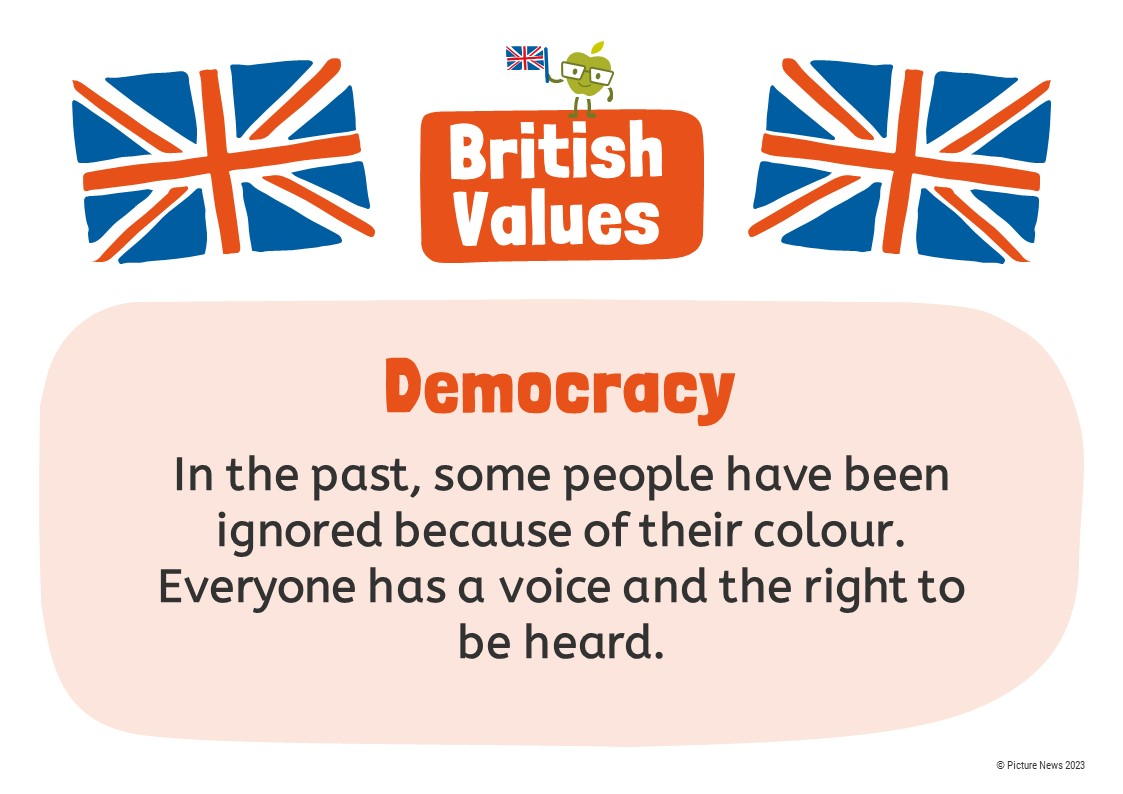 British
Values
Democracy
In the past, some people have been
ignored because of their colour.
Everyone has a voice and the right to
be heard.
© Picture News 2023